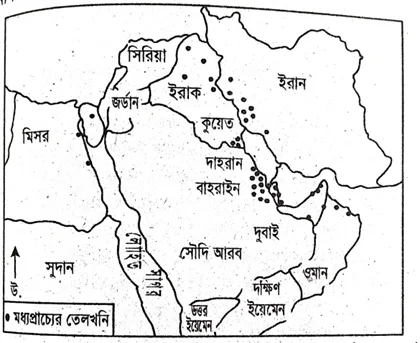 সিরিয়া
ইরান
ইরাক
জর্ডান
কুয়েত
মিসর
দাহরান
বাহরাইন
দুবাই
সৌদি আরব
লোহিত সাগর
সুদান
ওমান
দক্ষিণ
ইয়েমেন
উত্তর
ইয়েমেন
উ.
মধ্যপ্রাচ্যের তেলখনি